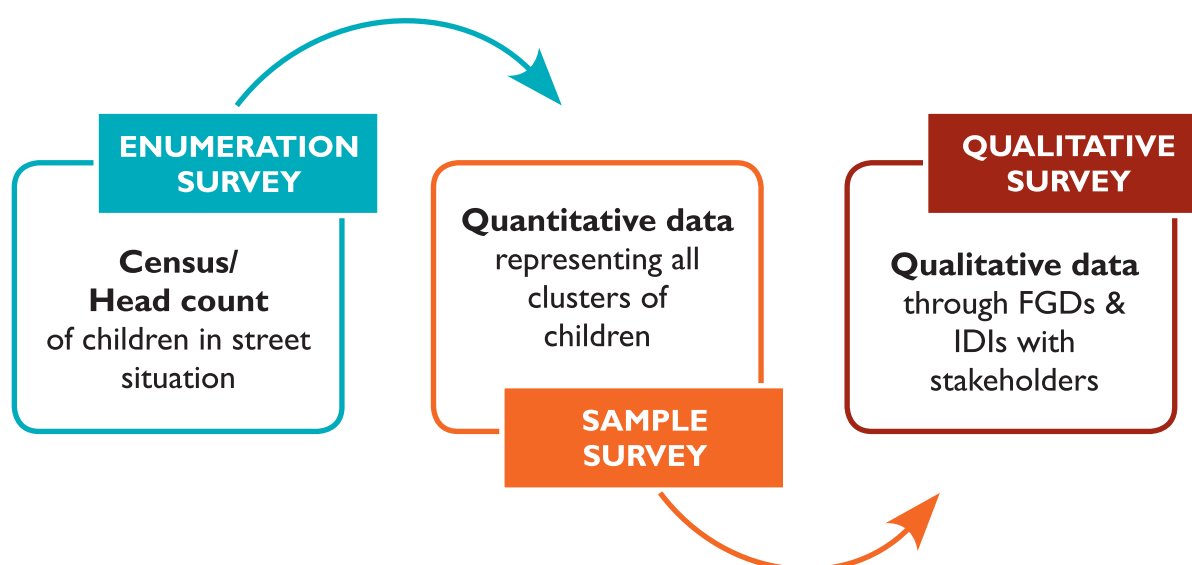 ENUMERATION
SURVEY
Census/
Head count
of children in street
situation
Quantitative data
representing all
clusters of
children
SAMPLE
SURVEY
QUALITATIVE
SURVEY
Qualitative data
through FGDs &
IDIs with
stakeholders